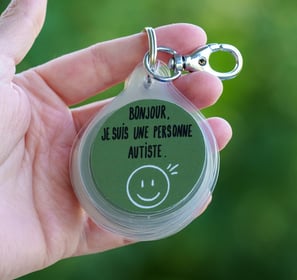 BONJOUR,
JE SUIS UNE PERSONNE
AUTISTE.